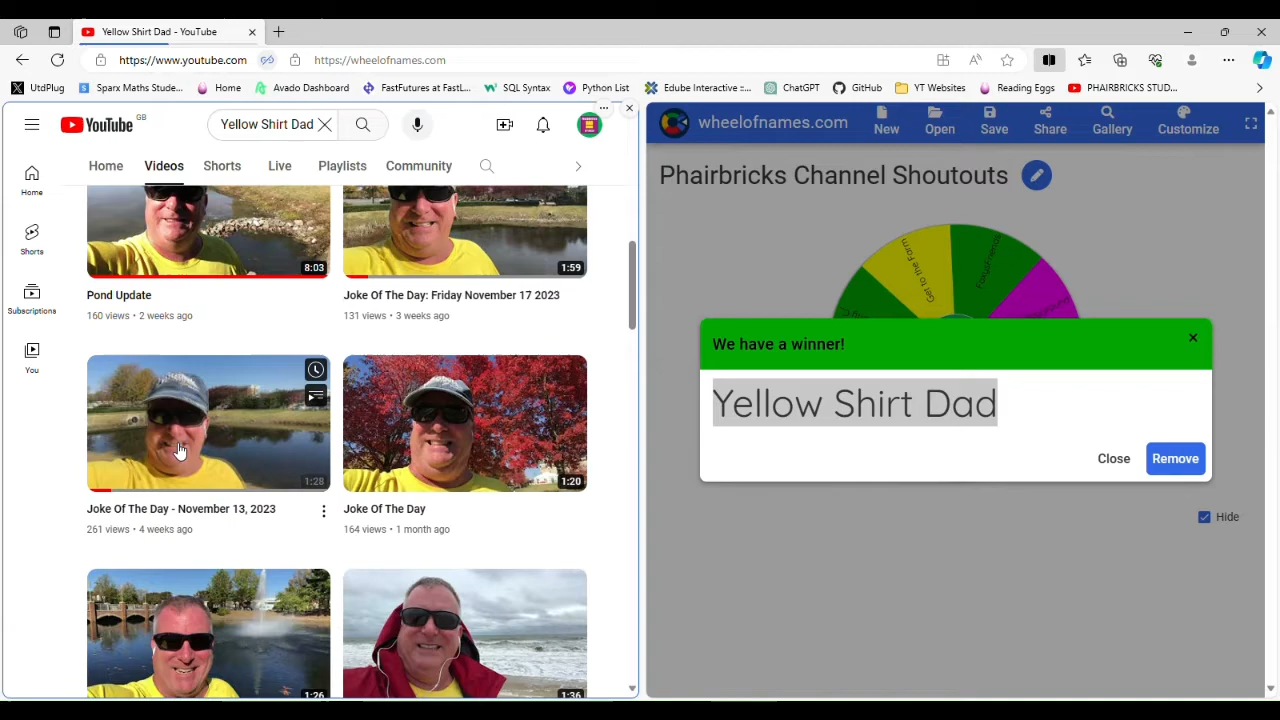 Yellow Shirt Dad - YouTube
https://www.youtube.com
https://wheelofnames.com
UtdPlug
Sparx Maths Stude...
Home
Avado Dashboard
FastFutures at FastL...
SQL Syntax
Python List
Edube Interactive ::...
ChatGPT
GitHub
YT Websites
Reading Eggs
PHAIRBRICKS STUD...
YouTube GB
Yellow Shirt Dad
Home
Videos
Shorts
Live
Playlists
Community
Home
Shorts
Subscriptions
You
8:03
Pond Update
160 views • 2 weeks ago
1:59
Joke Of The Day: Friday November 17 2023
131 views • 3 weeks ago
1:28
Joke Of The Day - November 13, 2023
261 views • 4 weeks ago
1:20
Joke Of The Day
164 views • 1 month ago
1:26
1:36
wheelofnames.com
New
Open
Save
Share
Gallery
Customize
Phairbricks Channel Shoutouts
Get to the Farm
We have a winner!
Yellow Shirt Dad
Close
Remove
Hide